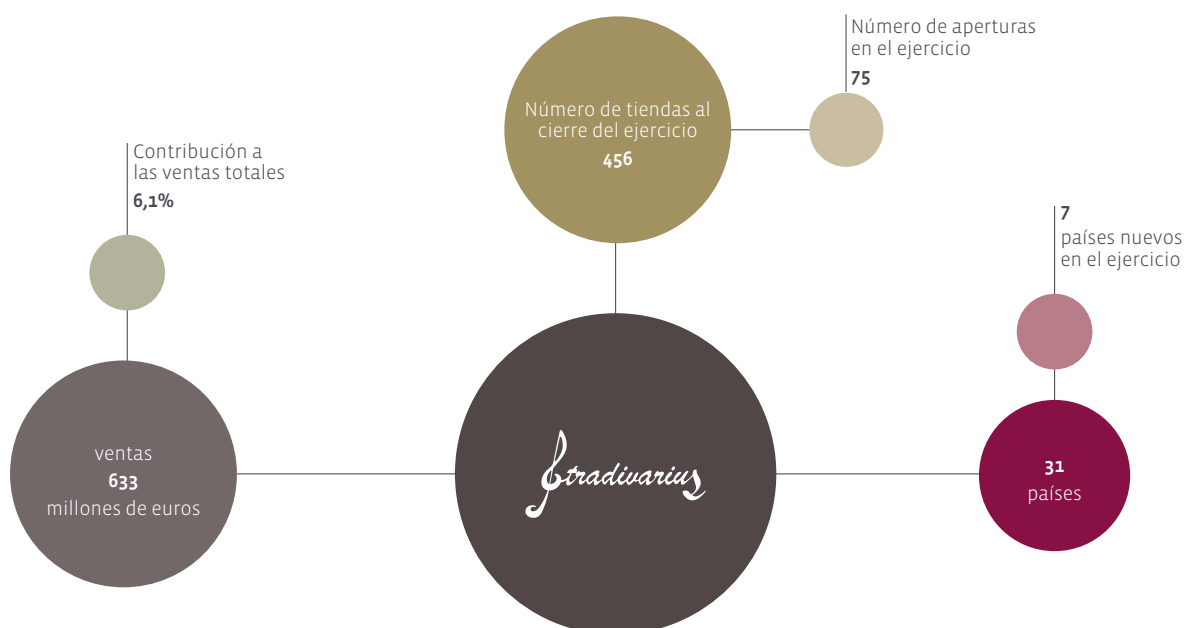 Número de aperturas
en el ejercicio
75
Número de tiendas al
cierre del ejercicio
456
Contribución a
las ventas totales
6,1%
7
países nuevos
en el ejercicio
ventas
633
millones de euros
Stradivarius
31
países